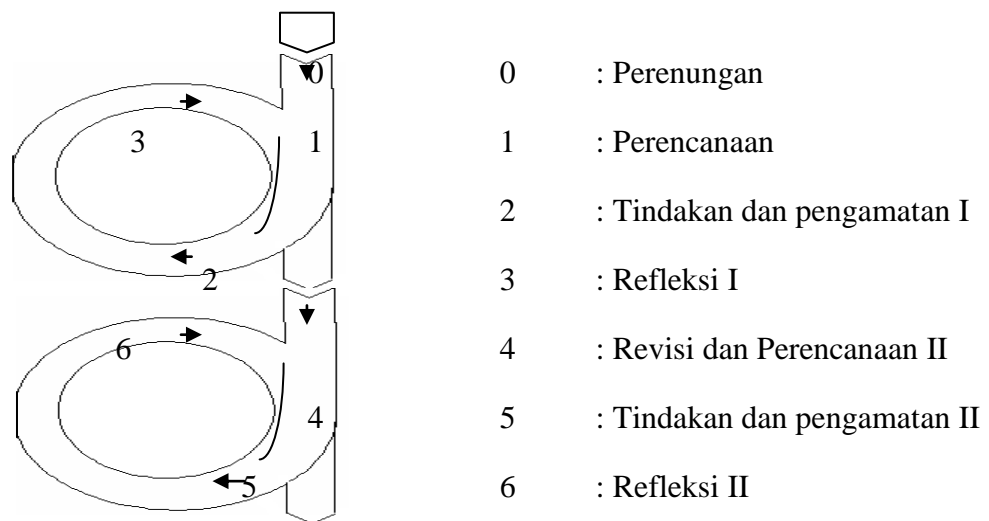 0
3
1
2
6
4
5
0 : Perenungan
1 : Perencanaan
2 : Tindakan dan pengamatan I
3 : Refleksi I
4 : Revisi dan Perencanaan II
5 : Tindakan dan pengamatan II
6 : Refleksi II